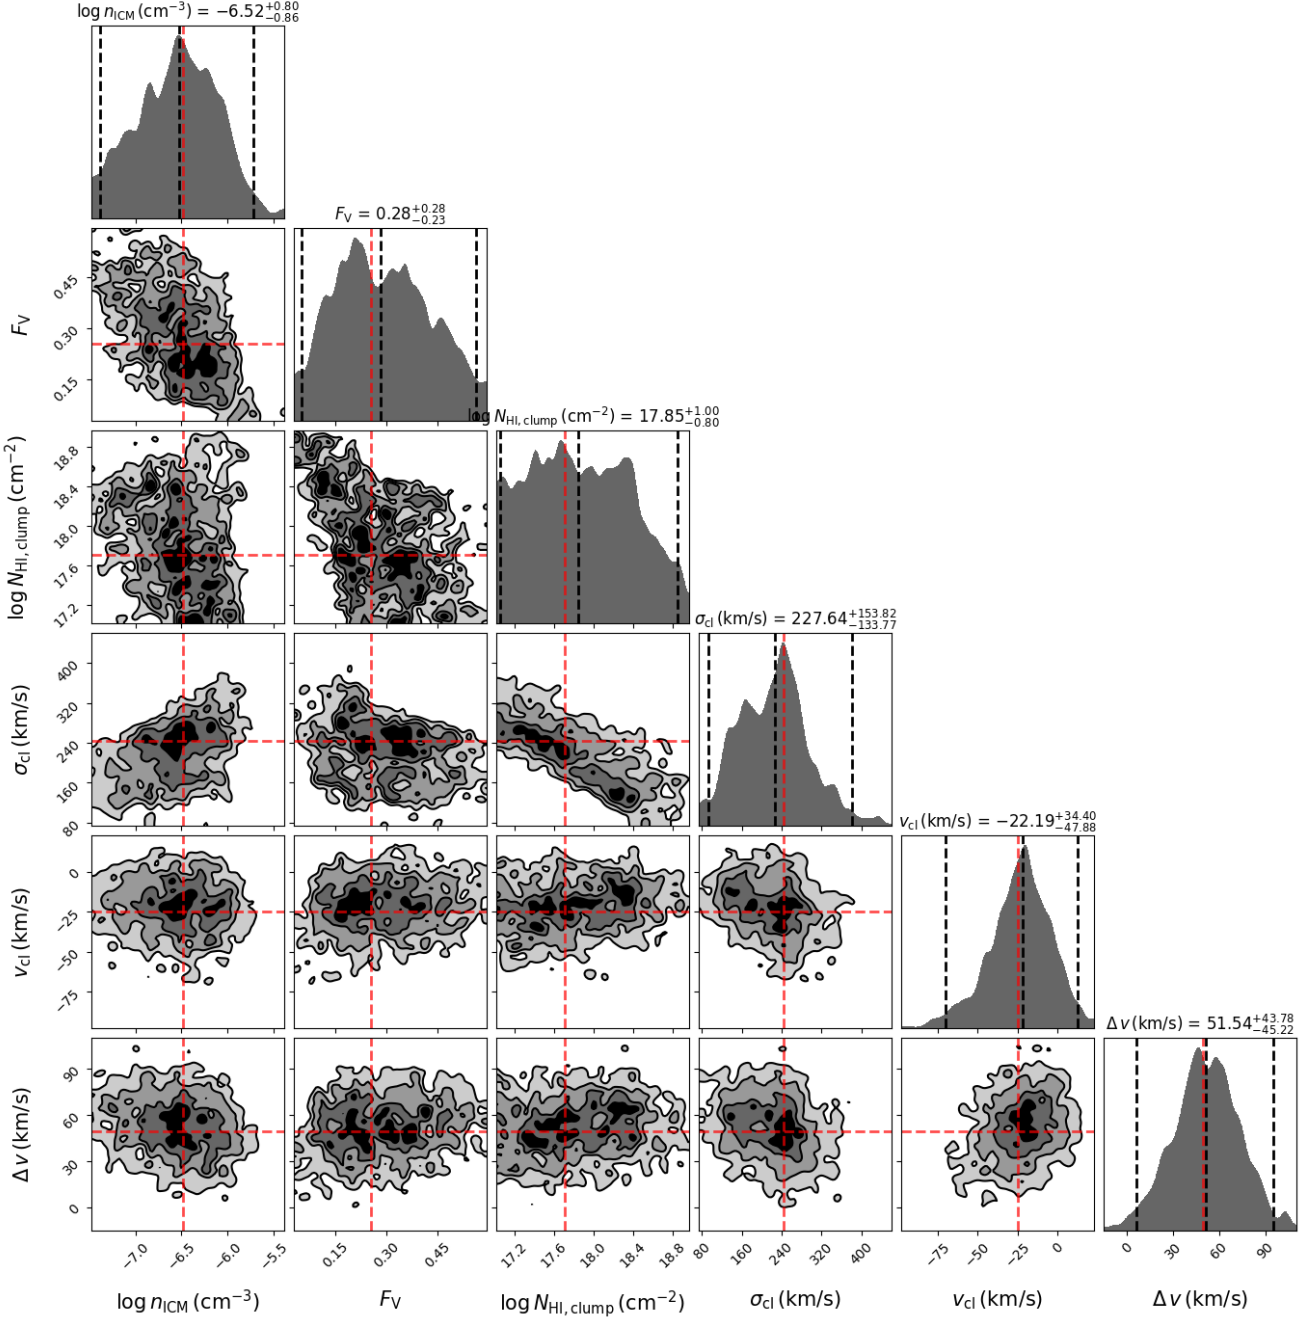 log n_ICM (cm⁻³) = −6.52 +0.80 −0.86
F_V = 0.28 +0.28 −0.23
0.45
0.30
0.15
F_V
log N_HI, clump (cm⁻²) = 17.85 +1.00 −0.80
18.8
18.4
18.0
17.6
17.2
log N_HI, clump (cm⁻²)
σ_cl (km/s) = 227.64 +153.82 −133.77
400
320
240
160
80
σ_cl (km/s)
v_cl (km/s) = −22.19 +34.40 −47.88
0
−25
−50
−75
v_cl (km/s)
Δ v (km/s) = 51.54 +43.78 −45.22
90
60
30
0
Δ v (km/s)
−7.0 −6.5 −6.0 −5.5 0.15 0.30 0.45 17.2 17.6 18.0 18.4 18.8 80 160 240 320 400 −75 −50 −25 0 0 30 60 90
log n_ICM (cm⁻³) F_V log N_HI, clump (cm⁻²) σ_cl (km/s) v_cl (km/s) Δ v (km/s)